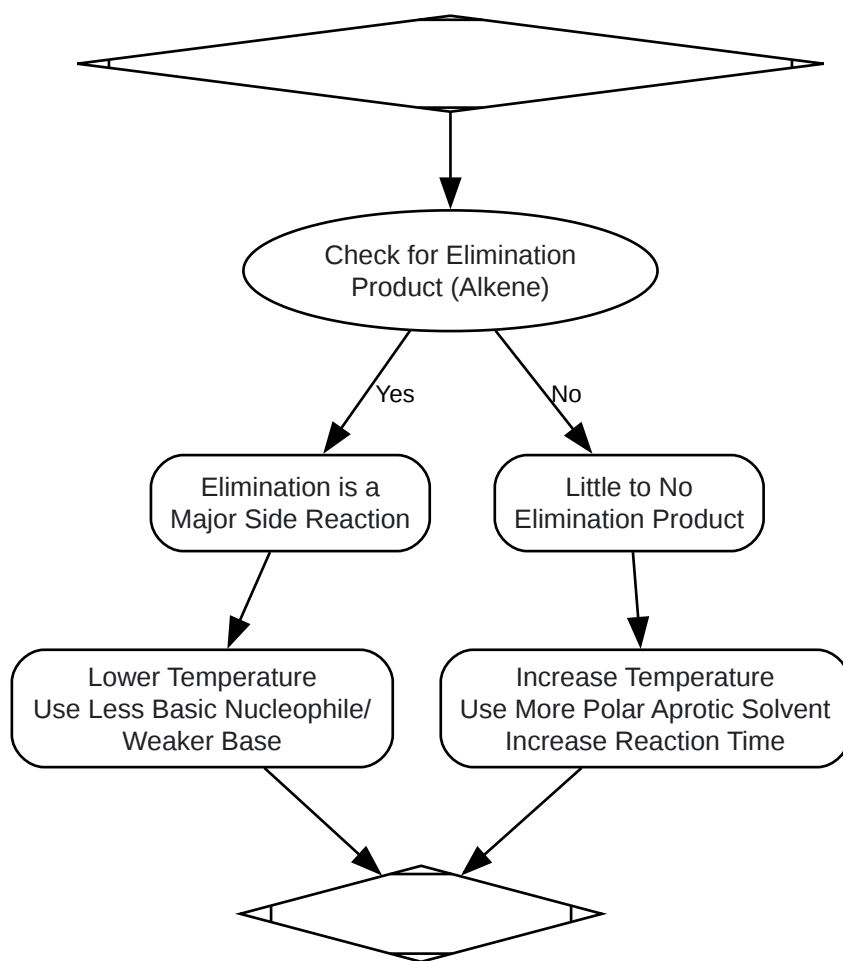 Check for Elimination
Product (Alkene)
Yes
No
Elimination is a
Major Side Reaction
Little to No
Elimination Product
Lower Temperature
Use Less Basic Nucleophile/
Weaker Base
Increase Temperature
Use More Polar Aprotic Solvent
Increase Reaction Time